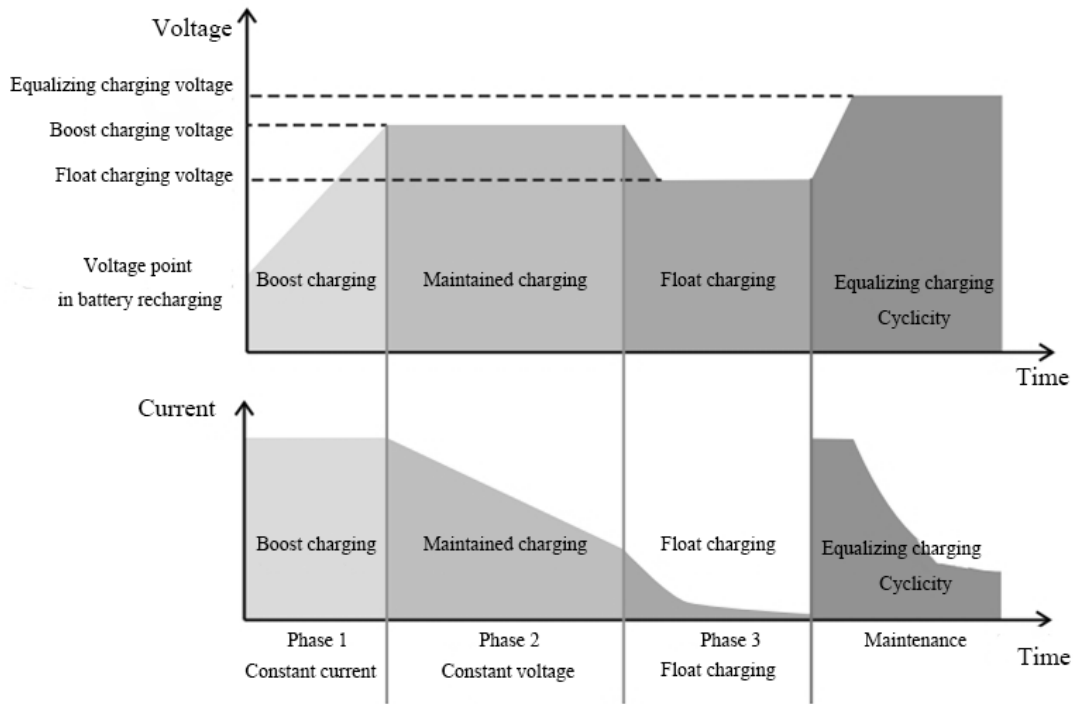 Voltage
Equalizing charging voltage
Boost charging voltage
Float charging voltage
Voltage point
in battery recharging
Boost charging
Maintained charging
Float charging
Equalizing charging
Cyclicity
Time
Current
Boost charging
Maintained charging
Float charging
Equalizing charging
Cyclicity
Phase 1
Constant current
Phase 2
Constant voltage
Phase 3
Float charging
Maintenance
Time